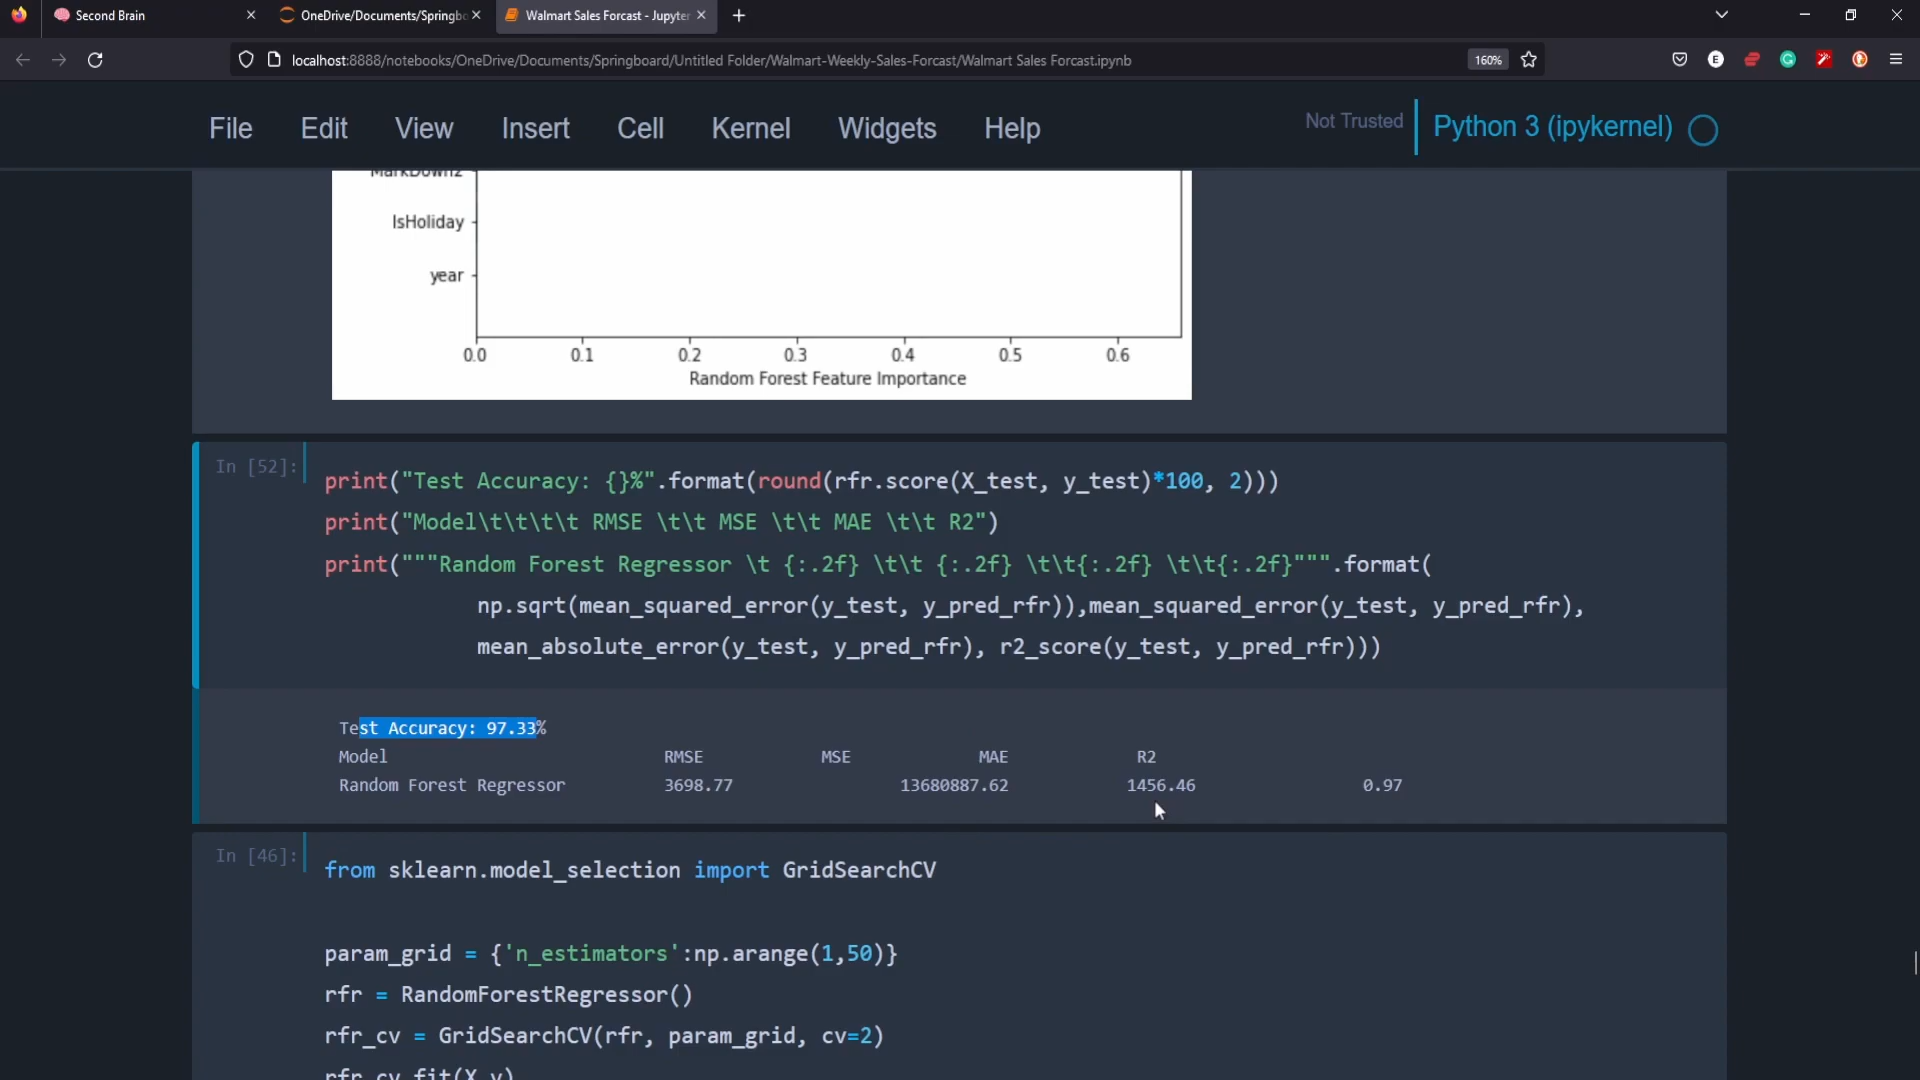 Second Brain
OneDrive/Documents/Springbo
Walmart Sales Forcast - Jupyter
localhost:8888/notebooks/OneDrive/Documents/Springboard/Untitled Folder/Walmart-Weekly-Sales-Forcast/Walmart Sales Forcast.ipynb
160%
E
File Edit View Insert Cell Kernel Widgets Help
Not Trusted
Python 3 (ipykernel)
IsHoliday
year
0.0 0.1 0.2 0.3 0.4 0.5 0.6
Random Forest Feature Importance
In [52]:
print("Test Accuracy: {}%".format(round(rfr.score(X_test, y_test)*100, 2)))
print("Model\t\t\t\t RMSE \t\t MSE \t\t MAE \t\t R2")
print("""Random Forest Regressor \t {:.2f} \t\t {:.2f} \t\t{:.2f} \t\t{:.2f}""".format(
np.sqrt(mean_squared_error(y_test, y_pred_rfr)),mean_squared_error(y_test, y_pred_rfr),
mean_absolute_error(y_test, y_pred_rfr), r2_score(y_test, y_pred_rfr)))
Test Accuracy: 97.33%
Model RMSE MSE MAE R2
Random Forest Regressor 3698.77 13680887.62 1456.46 0.97
In [46]:
from sklearn.model_selection import GridSearchCV
param_grid = {'n_estimators':np.arange(1,50)}
rfr = RandomForestRegressor()
rfr_cv = GridSearchCV(rfr, param_grid, cv=2)
rfr_cv.fit(X,y)